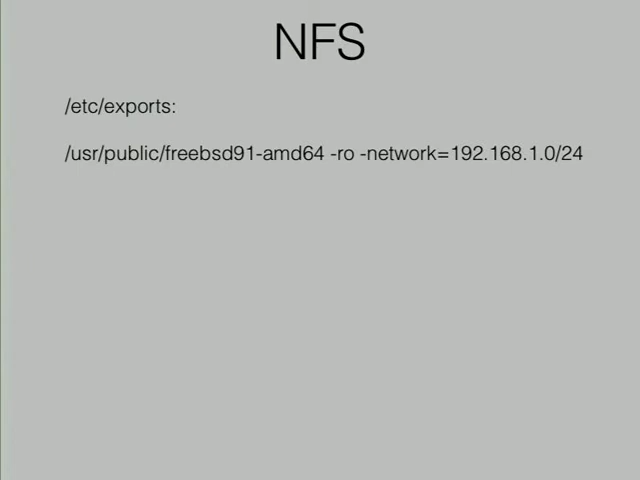 NFS
/etc/exports:
/usr/public/freebsd91-amd64 -ro -network=192.168.1.0/24